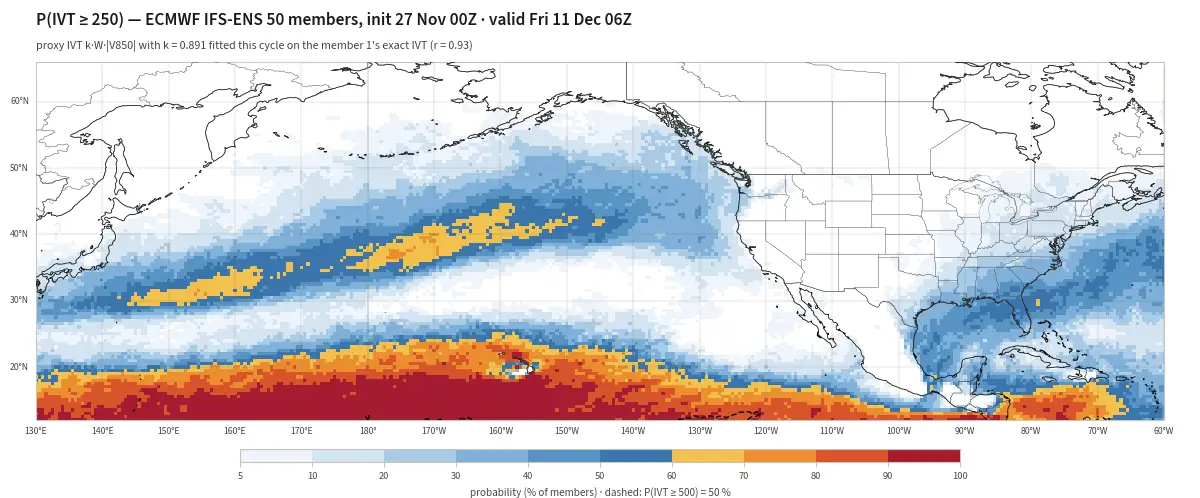 P(IVT ≥ 250) — ECMWF IFS-ENS 50 members, init 27 Nov 00Z · valid Fri 11 Dec 06Z
proxy IVT k·W·|V850| with k = 0.891 fitted this cycle on the member 1's exact IVT (r = 0.93)
60°N
50°N
40°N
30°N
20°N
130°E 140°E 150°E 160°E 170°E 180° 170°W 160°W 150°W 140°W 130°W 120°W 110°W 100°W 90°W 80°W 70°W 60°W
5 10 20 30 40 50 60 70 80 90 100
probability (% of members) · dashed: P(IVT ≥ 500) = 50 %